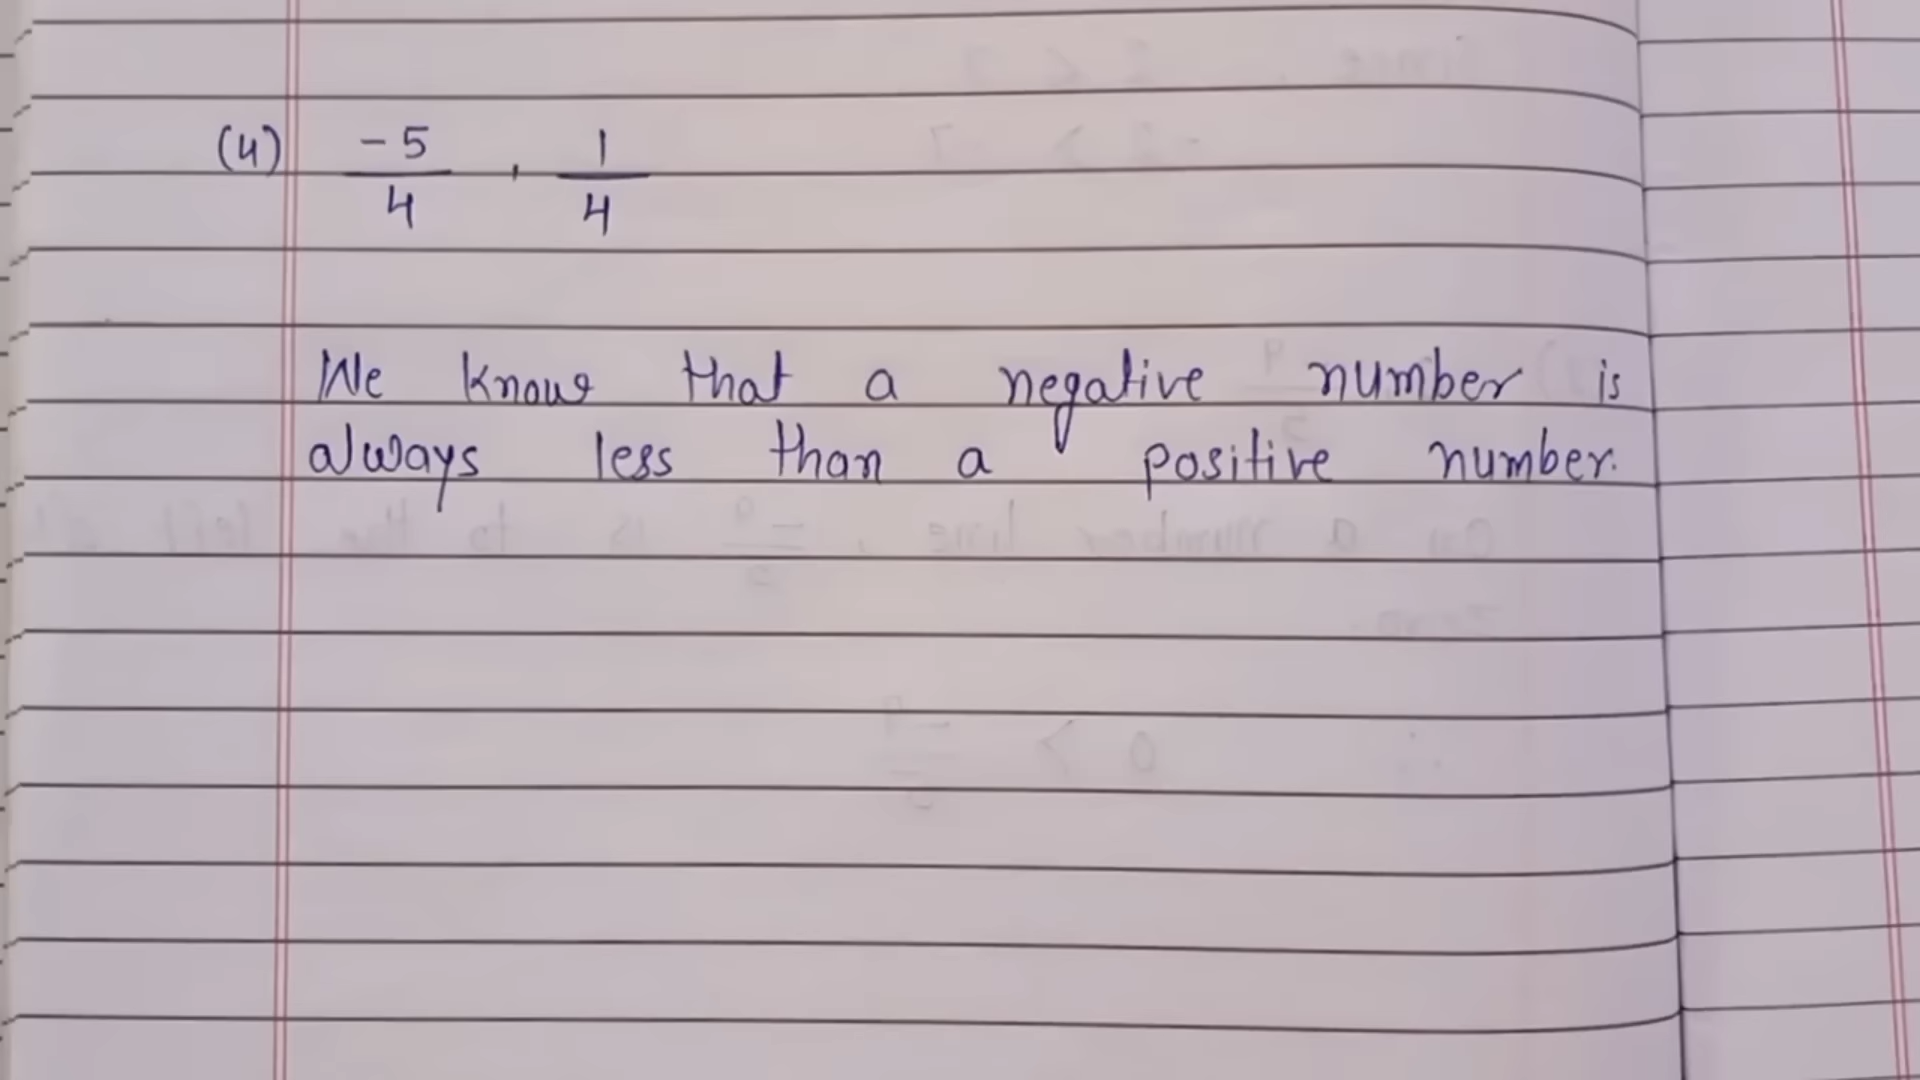 (4) -5/4 , 1/4
We know that a negative number is
always less than a positive number.